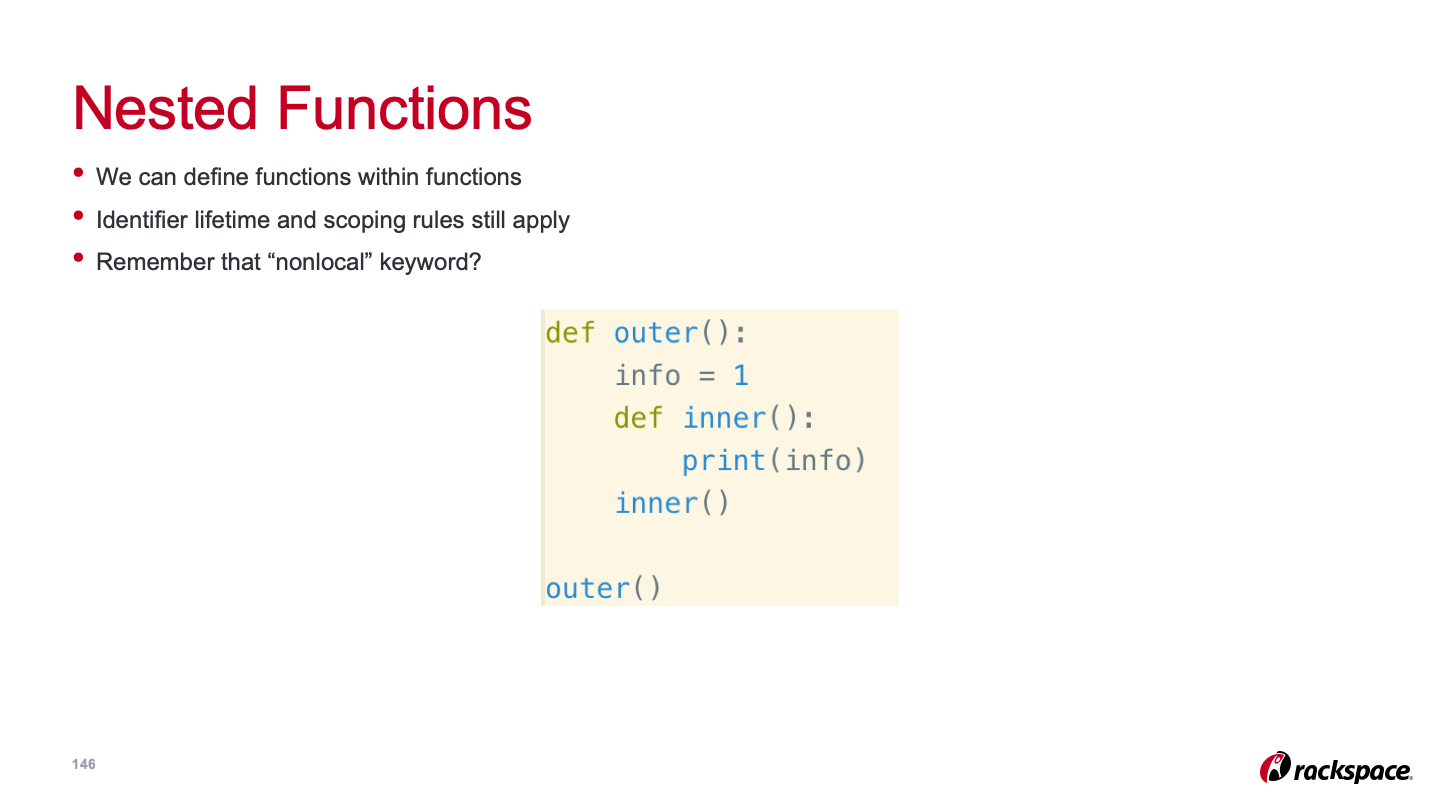 Nested Functions
• We can define functions within functions
• Identifier lifetime and scoping rules still apply
• Remember that “nonlocal” keyword?
def outer():
    info = 1
    def inner():
        print(info)
    inner()

outer()
146
rackspace.